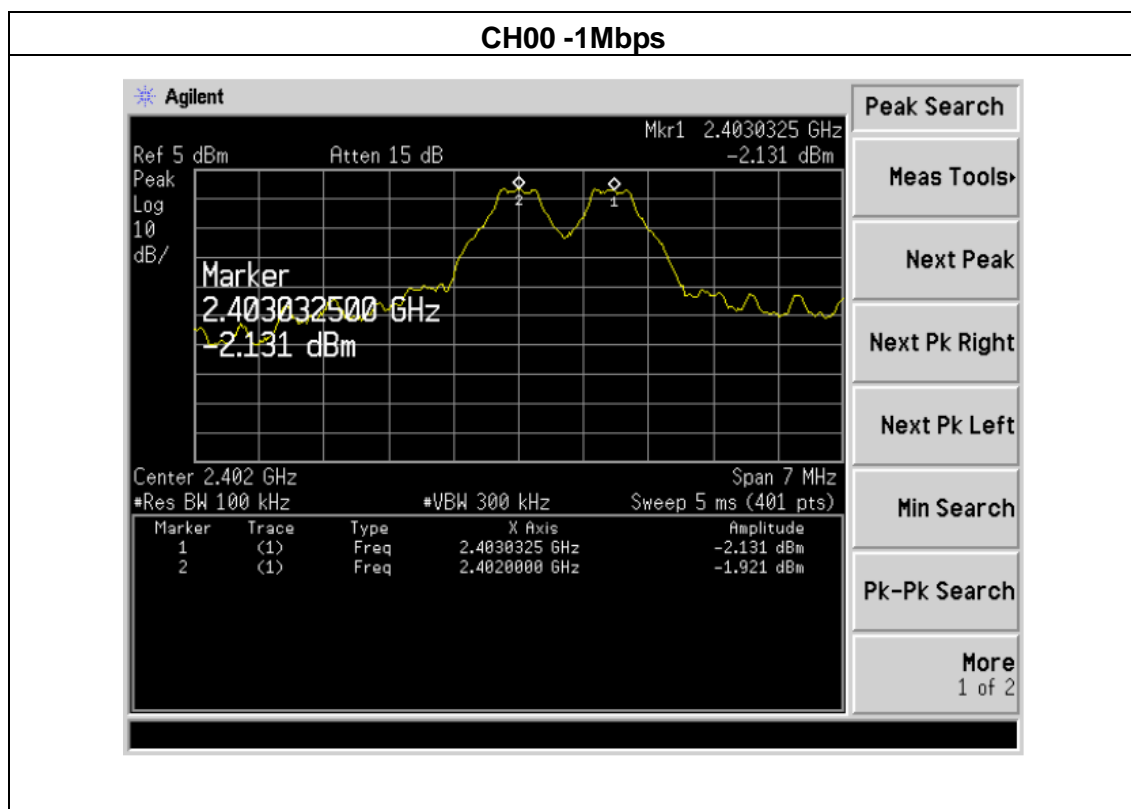 CH00 -1Mbps
Agilent
Peak Search
Mkr1 2.4030325 GHz
Ref 5 dBm Atten 15 dB -2.131 dBm
Peak
Log
10
dB/
2
1
Marker
2.403032500 GHz
-2.131 dBm
Center 2.402 GHz Span 7 MHz
#Res BW 100 kHz #VBW 300 kHz Sweep 5 ms (401 pts)
Marker Trace Type X Axis Amplitude
1 (1) Freq 2.4030325 GHz -2.131 dBm
2 (1) Freq 2.4020000 GHz -1.921 dBm
Meas Tools
Next Peak
Next Pk Right
Next Pk Left
Min Search
Pk-Pk Search
More
1 of 2